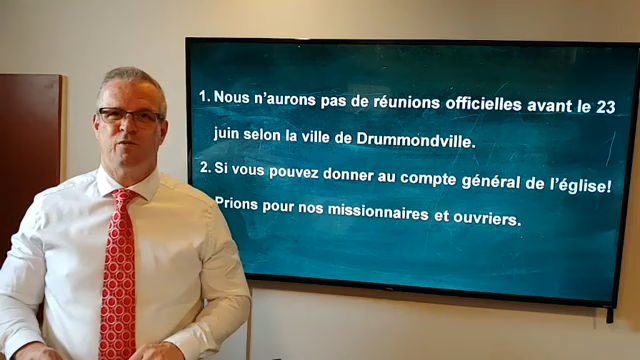 1. Nous n'aurons pas de réunions officielles avant le 23
juin selon la ville de Drummondville.
2. Si vous pouvez donner au compte général de l'église!
Prions pour nos missionnaires et ouvriers.